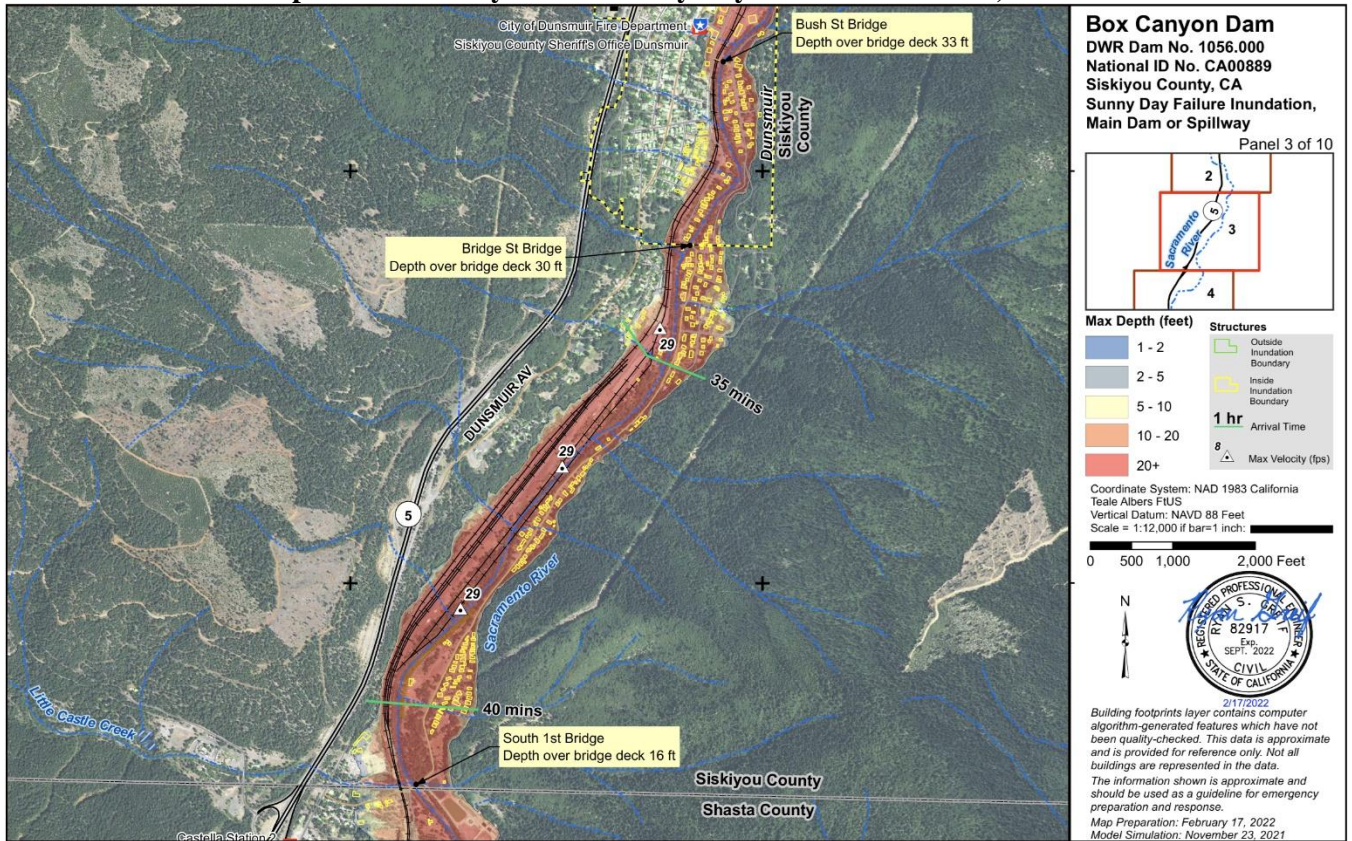 City of Dunsmuir Fire Department
Siskiyou County Sheriff's Office Dunsmuir
Bush St Bridge
Depth over bridge deck 33 ft
Dunsmuir
Siskiyou
County
Bridge St Bridge
Depth over bridge deck 30 ft
29
35 mins
DUNSMUIR AV
29
5
Sacramento River
29
Little Castle Creek
40 mins
South 1st Bridge
Depth over bridge deck 16 ft
Siskiyou County
Shasta County
Castella Station 2
Box Canyon Dam
DWR Dam No. 1056.000
National ID No. CA00889
Siskiyou County, CA
Sunny Day Failure Inundation,
Main Dam or Spillway
Panel 3 of 10
2
5
3
Sacramento
River
4
Max Depth (feet)
1 - 2
2 - 5
5 - 10
10 - 20
20+
Structures
Outside
Inundation
Boundary
Inside
Inundation
Boundary
1 hr Arrival Time
8 Max Velocity (fps)
Coordinate System: NAD 1983 California
Teale Albers FtUS
Vertical Datum: NAVD 88 Feet
Scale = 1:12,000 if bar=1 inch:
0 500 1,000 2,000 Feet
N
REGISTERED PROFESSIONAL ENGINEER
RYAN S.
82917
Exp.
SEPT. 2022
CIVIL
STATE OF CALIFORNIA
2/17/2022
Building footprints layer contains computer
algorithm-generated features which have not
been quality-checked. This data is approximate
and is provided for reference only. Not all
buildings are represented in the data.
The information shown is approximate and
should be used as a guideline for emergency
preparation and response.
Map Preparation: February 17, 2022
Model Simulation: November 23, 2021